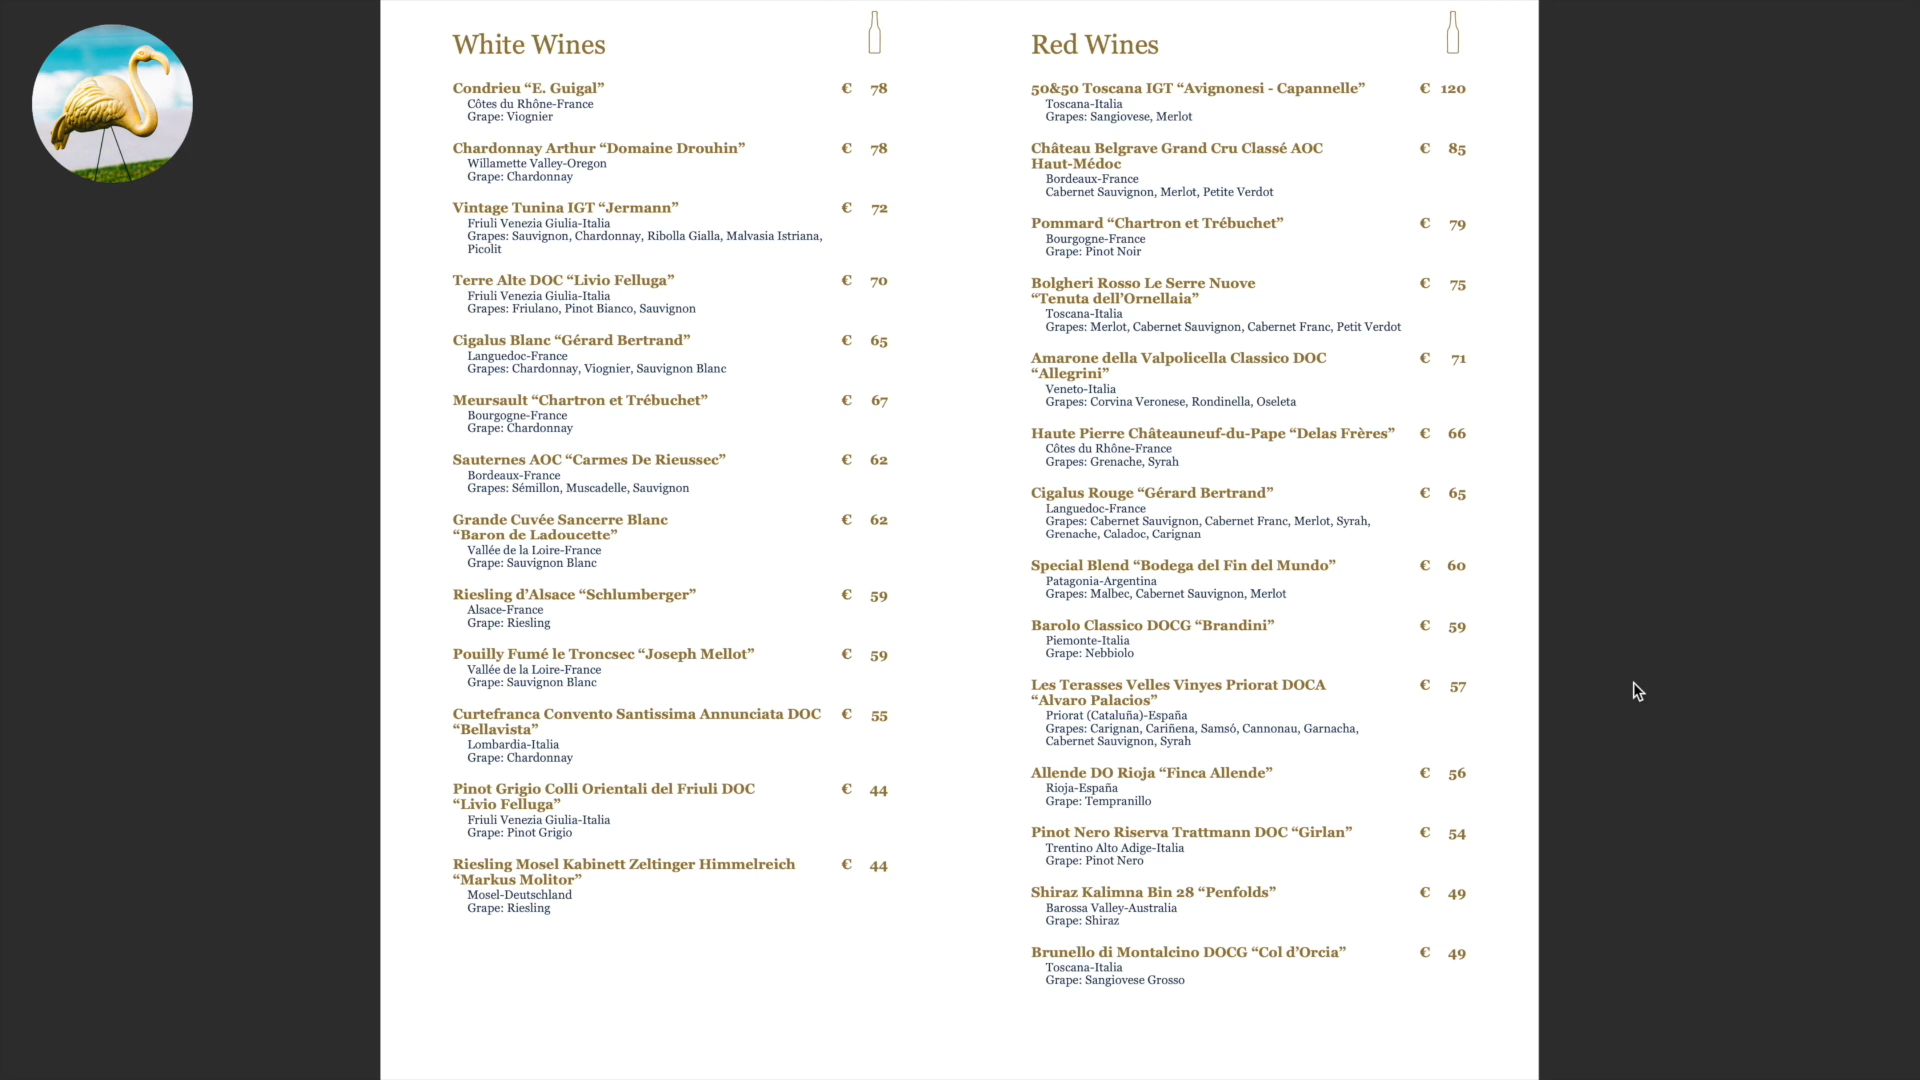 White Wines
Condrieu “E. Guigal” € 78
Côtes du Rhône-France
Grape: Viognier
Chardonnay Arthur “Domaine Drouhin” € 78
Willamette Valley-Oregon
Grape: Chardonnay
Vintage Tunina IGT “Jermann” € 72
Friuli Venezia Giulia-Italia
Grapes: Sauvignon, Chardonnay, Ribolla Gialla, Malvasia Istriana,
Picolit
Terre Alte DOC “Livio Felluga” € 70
Friuli Venezia Giulia-Italia
Grapes: Friulano, Pinot Bianco, Sauvignon
Cigalus Blanc “Gérard Bertrand” € 65
Languedoc-France
Grapes: Chardonnay, Viognier, Sauvignon Blanc
Meursault “Chartron et Trébuchet” € 67
Bourgogne-France
Grape: Chardonnay
Sauternes AOC “Carmes De Rieussec” € 62
Bordeaux-France
Grapes: Sémillon, Muscadelle, Sauvignon
Grande Cuvée Sancerre Blanc € 62
“Baron de Ladoucette”
Vallée de la Loire-France
Grape: Sauvignon Blanc
Riesling d’Alsace “Schlumberger” € 59
Alsace-France
Grape: Riesling
Pouilly Fumé le Troncsec “Joseph Mellot” € 59
Vallée de la Loire-France
Grape: Sauvignon Blanc
Curtefranca Convento Santissima Annunciata DOC € 55
“Bellavista”
Lombardia-Italia
Grape: Chardonnay
Pinot Grigio Colli Orientali del Friuli DOC € 44
“Livio Felluga”
Friuli Venezia Giulia-Italia
Grape: Pinot Grigio
Riesling Mosel Kabinett Zeltinger Himmelreich € 44
“Markus Molitor”
Mosel-Deutschland
Grape: Riesling
Red Wines
50&50 Toscana IGT “Avignonesi - Capannelle” € 120
Toscana-Italia
Grapes: Sangiovese, Merlot
Château Belgrave Grand Cru Classé AOC € 85
Haut-Médoc
Bordeaux-France
Cabernet Sauvignon, Merlot, Petite Verdot
Pommard “Chartron et Trébuchet” € 79
Bourgogne-France
Grape: Pinot Noir
Bolgheri Rosso Le Serre Nuove € 75
“Tenuta dell’Ornellaia”
Toscana-Italia
Grapes: Merlot, Cabernet Sauvignon, Cabernet Franc, Petit Verdot
Amarone della Valpolicella Classico DOC € 71
“Allegrini”
Veneto-Italia
Grapes: Corvina Veronese, Rondinella, Oseleta
Haute Pierre Châteauneuf-du-Pape “Delas Frères” € 66
Côtes du Rhône-France
Grapes: Grenache, Syrah
Cigalus Rouge “Gérard Bertrand” € 65
Languedoc-France
Grapes: Cabernet Sauvignon, Cabernet Franc, Merlot, Syrah,
Grenache, Caladoc, Carignan
Special Blend “Bodega del Fin del Mundo” € 60
Patagonia-Argentina
Grapes: Malbec, Cabernet Sauvignon, Merlot
Barolo Classico DOCG “Brandini” € 59
Piemonte-Italia
Grape: Nebbiolo
Les Terasses Velles Vinyes Priorat DOCA € 57
“Alvaro Palacios”
Priorat (Cataluña)-España
Grapes: Carignan, Cariñena, Samsó, Cannonau, Garnacha,
Cabernet Sauvignon, Syrah
Allende DO Rioja “Finca Allende” € 56
Rioja-España
Grape: Tempranillo
Pinot Nero Riserva Trattmann DOC “Girlan” € 54
Trentino Alto Adige-Italia
Grape: Pinot Nero
Shiraz Kalimna Bin 28 “Penfolds” € 49
Barossa Valley-Australia
Grape: Shiraz
Brunello di Montalcino DOCG “Col d’Orcia” € 49
Toscana-Italia
Grape: Sangiovese Grosso